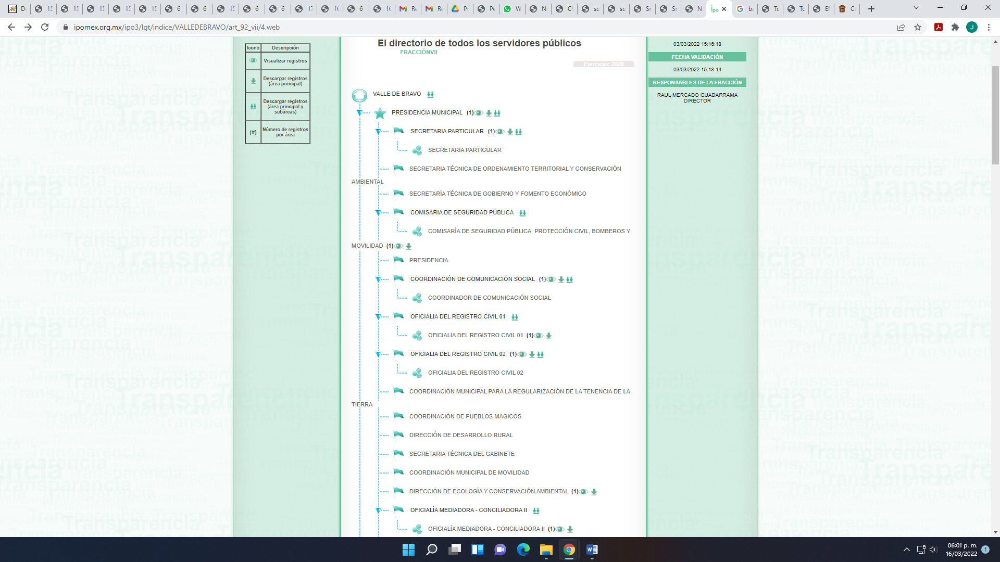 ipomex.org.mx/ipo3/lgt/indice/VALLEDEBRAVO/art_92_vii/4.web
Icono Descripción
Visualizar registros
Descargar registros
(área principal)
Descargar registros
(área principal y
subáreas)
(#) Número de registros
por área
El directorio de todos los servidores públicos
FRACCIÓNVII
Ejercicio: 2020
VALLE DE BRAVO
PRESIDENCIA MUNICIPAL (1)
SECRETARIA PARTICULAR (1)
SECRETARIA PARTICULAR
SECRETARIA TÉCNICA DE ORDENAMIENTO TERRITORIAL Y CONSERVACIÓN
AMBIENTAL
SECRETARÍA TÉCNICA DE GOBIERNO Y FOMENTO ECONÓMICO
COMISARIA DE SEGURIDAD PÚBLICA
COMISARÍA DE SEGURIDAD PÚBLICA, PROTECCIÓN CIVIL, BOMBEROS Y
MOVILIDAD (1)
PRESIDENCIA
COORDINACIÓN DE COMUNICACIÓN SOCIAL (1)
COORDINADOR DE COMUNICACIÓN SOCIAL
OFICIALIA DEL REGISTRO CIVIL 01
OFICIALIA DEL REGISTRO CIVIL 01 (1)
OFICIALIA DEL REGISTRO CIVIL 02 (1)
OFICIALIA DEL REGISTRO CIVIL 02
COORDINACIÓN MUNICIPAL PARA LA REGULARIZACIÓN DE LA TENENCIA DE LA
TIERRA
COORDINACIÓN DE PUEBLOS MAGICOS
DIRECCIÓN DE DESARROLLO RURAL
SECRETARIA TÉCNICA DEL GABINETE
COORDINACIÓN MUNICIPAL DE MOVILIDAD
DIRECCIÓN DE ECOLOGÍA Y CONSERVACIÓN AMBIENTAL (1)
OFICIALÍA MEDIADORA - CONCILIADORA II
OFICIALÍA MEDIADORA - CONCILIADORA II (1)
03/03/2022 15:16:18
FECHA VALIDACIÓN
03/03/2022 15:18:14
RESPONSABLES DE LA FRACCIÓN
RAUL MERCADO GUADARRAMA
DIRECTOR
06:01 p. m.
16/03/2022
1